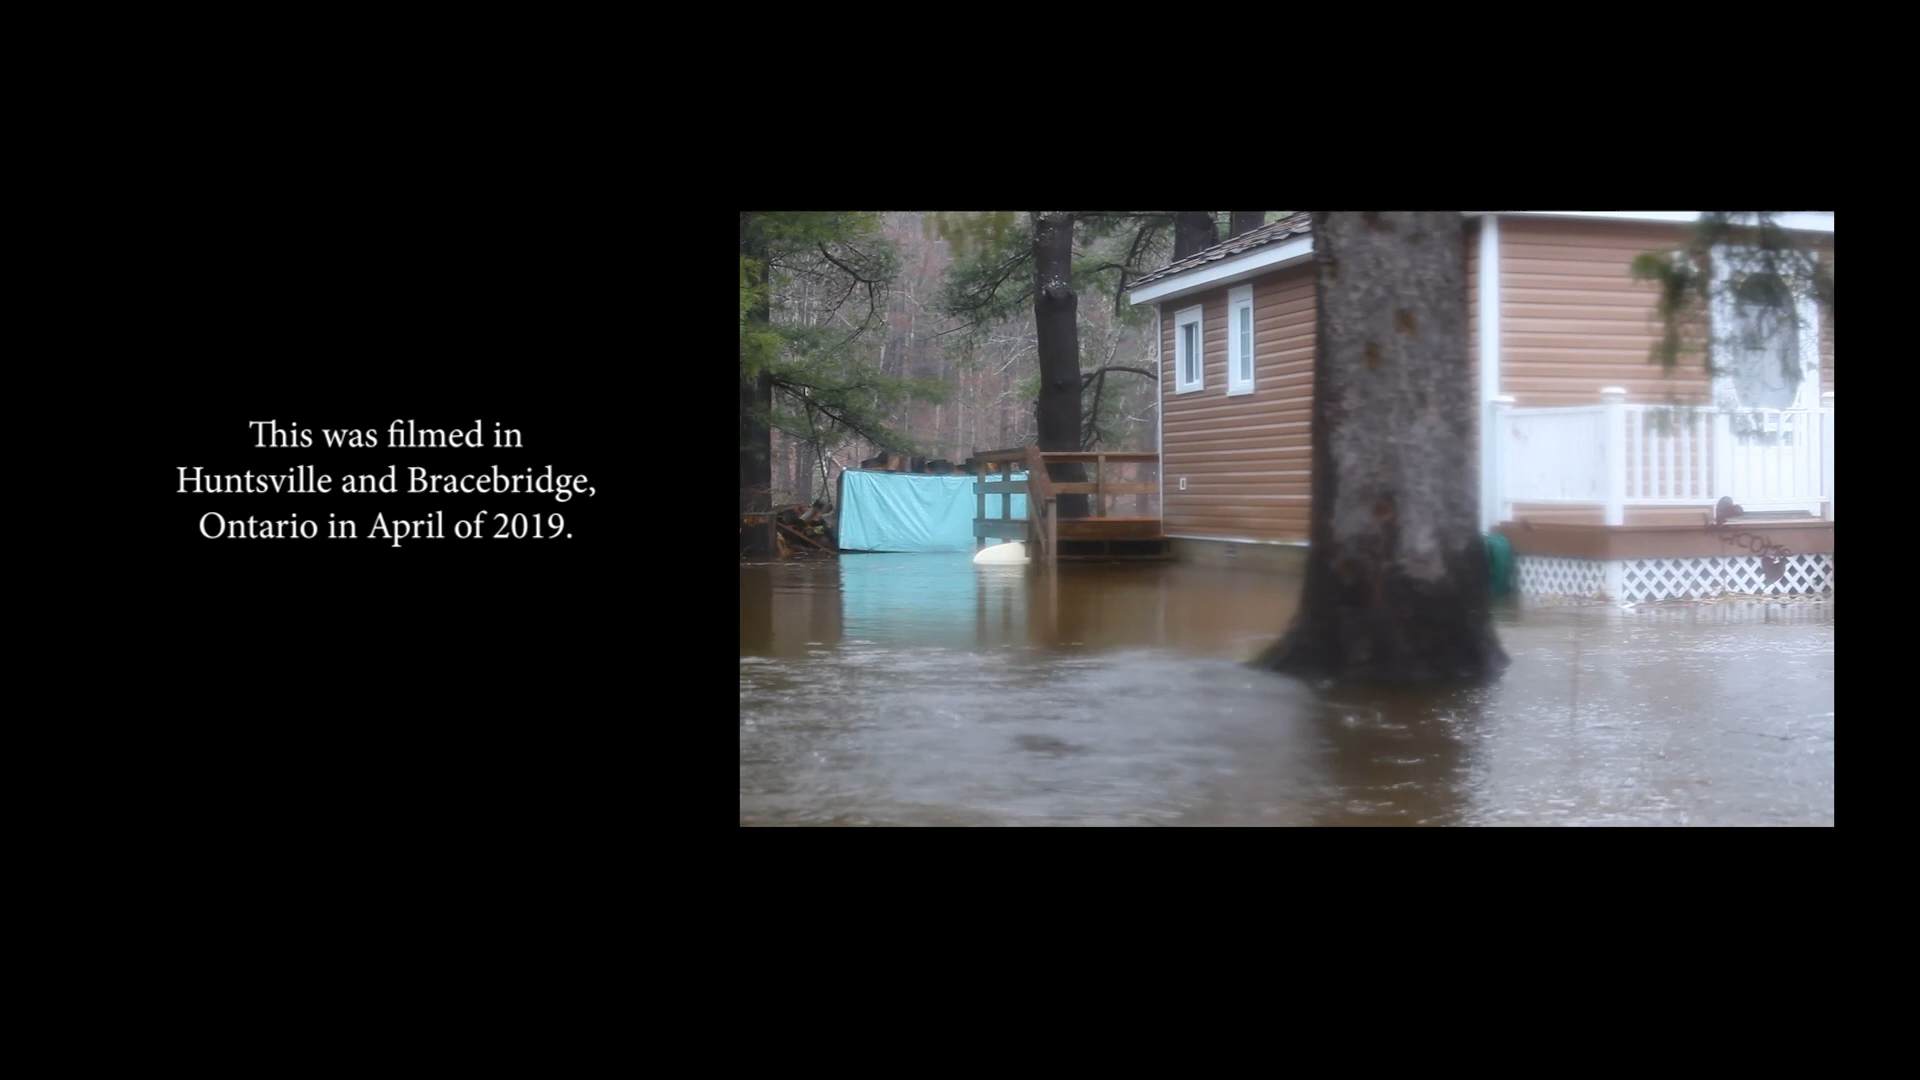 This was filmed in
Huntsville and Bracebridge,
Ontario in April of 2019.